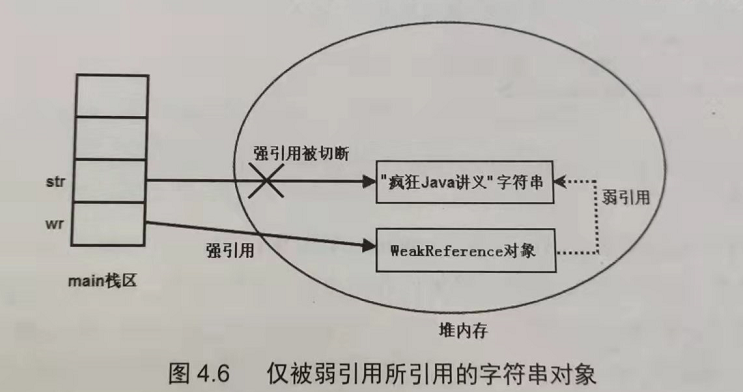 强引用被切断
str
"疯狂Java讲义"字符串
弱引用
wr
强引用
WeakReference对象
main栈区
堆内存
图 4.6 仅被弱引用所引用的字符串对象